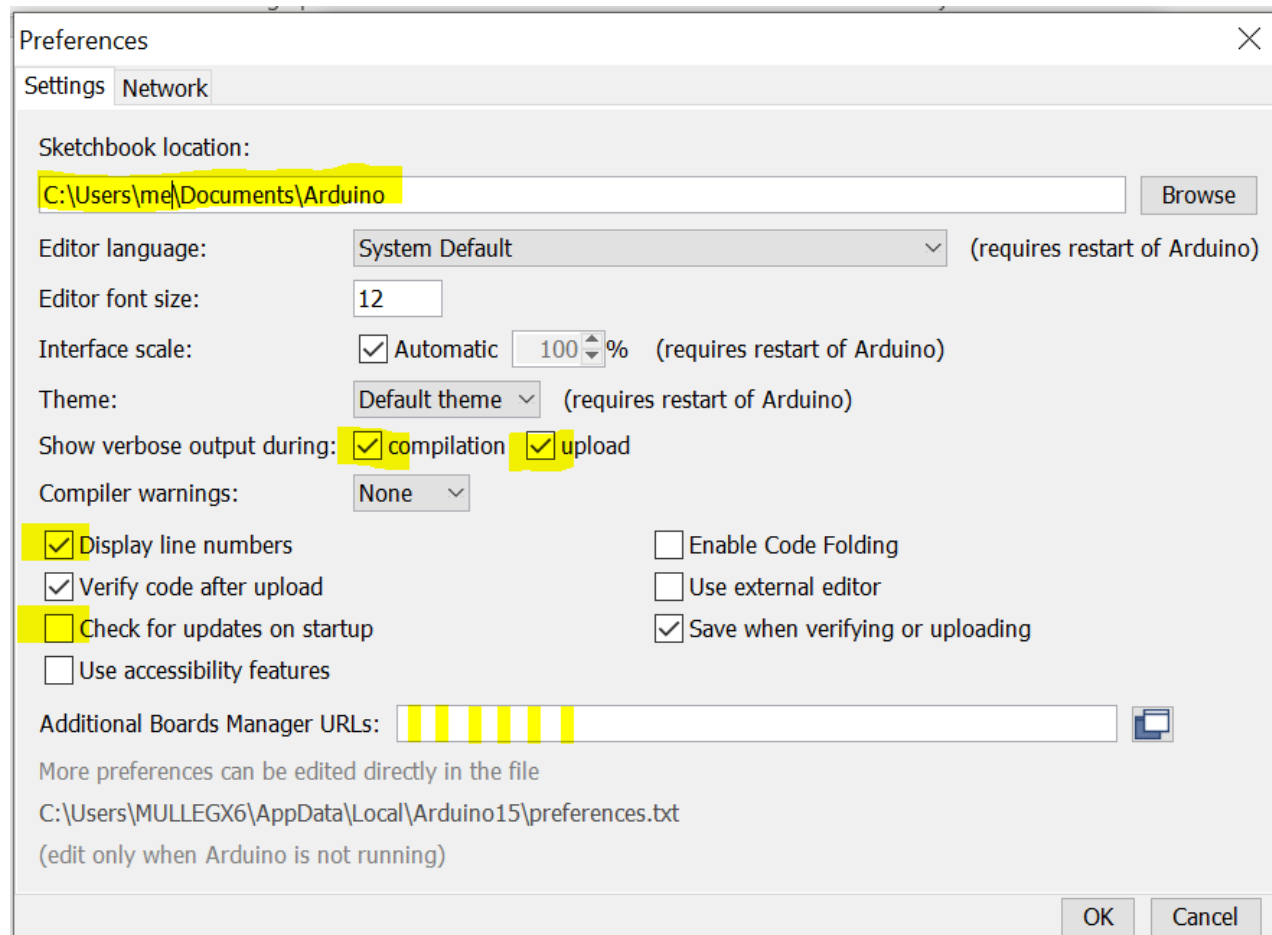 Preferences
Settings Network
Sketchbook location:
C:\Users\me\Documents\Arduino Browse
Editor language: System Default (requires restart of Arduino)
Editor font size: 12
Interface scale: Automatic 100 % (requires restart of Arduino)
Theme: Default theme (requires restart of Arduino)
Show verbose output during: compilation upload
Compiler warnings: None
Display line numbers Enable Code Folding
Verify code after upload Use external editor
Check for updates on startup Save when verifying or uploading
Use accessibility features
Additional Boards Manager URLs:
More preferences can be edited directly in the file
C:\Users\MULLEGX6\AppData\Local\Arduino15\preferences.txt
(edit only when Arduino is not running)
OK Cancel